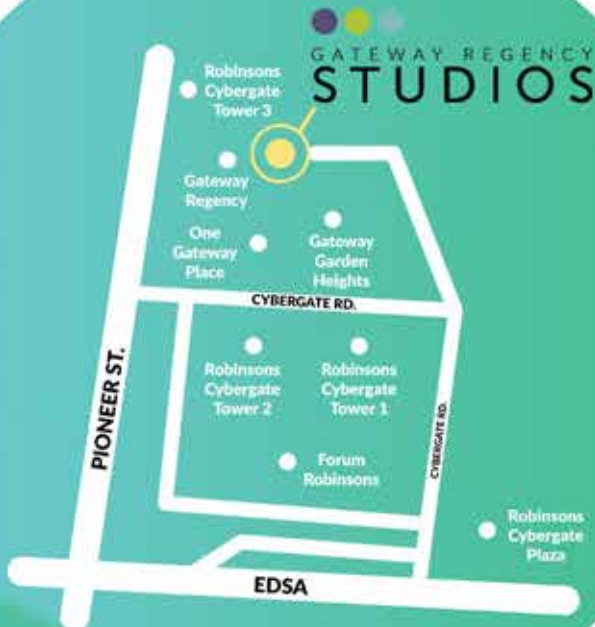 GATEWAY REGENCY
STUDIOS
Robinsons
Cybergate
Tower 3
Gateway
Regency
One
Gateway
Place
Gateway
Garden
Heights
CYBERGATE RD.
PIONEER ST.
Robinsons
Cybergate
Tower 2
Robinsons
Cybergate
Tower 1
CYBERGATE RD.
Forum
Robinsons
Robinsons
Cybergate
Plaza
EDSA